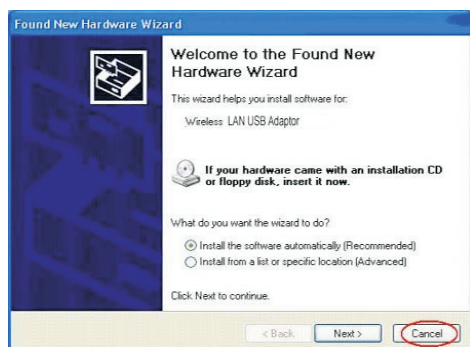 Found New Hardware Wizard
Welcome to the Found New
Hardware Wizard
This wizard helps you install software for:
Wireless LAN USB Adaptor
If your hardware came with an installation CD
or floppy disk, insert it now.
What do you want the wizard to do?
Install the software automatically (Recommended)
Install from a list or specific location (Advanced)
Click Next to continue.
< Back Next > Cancel